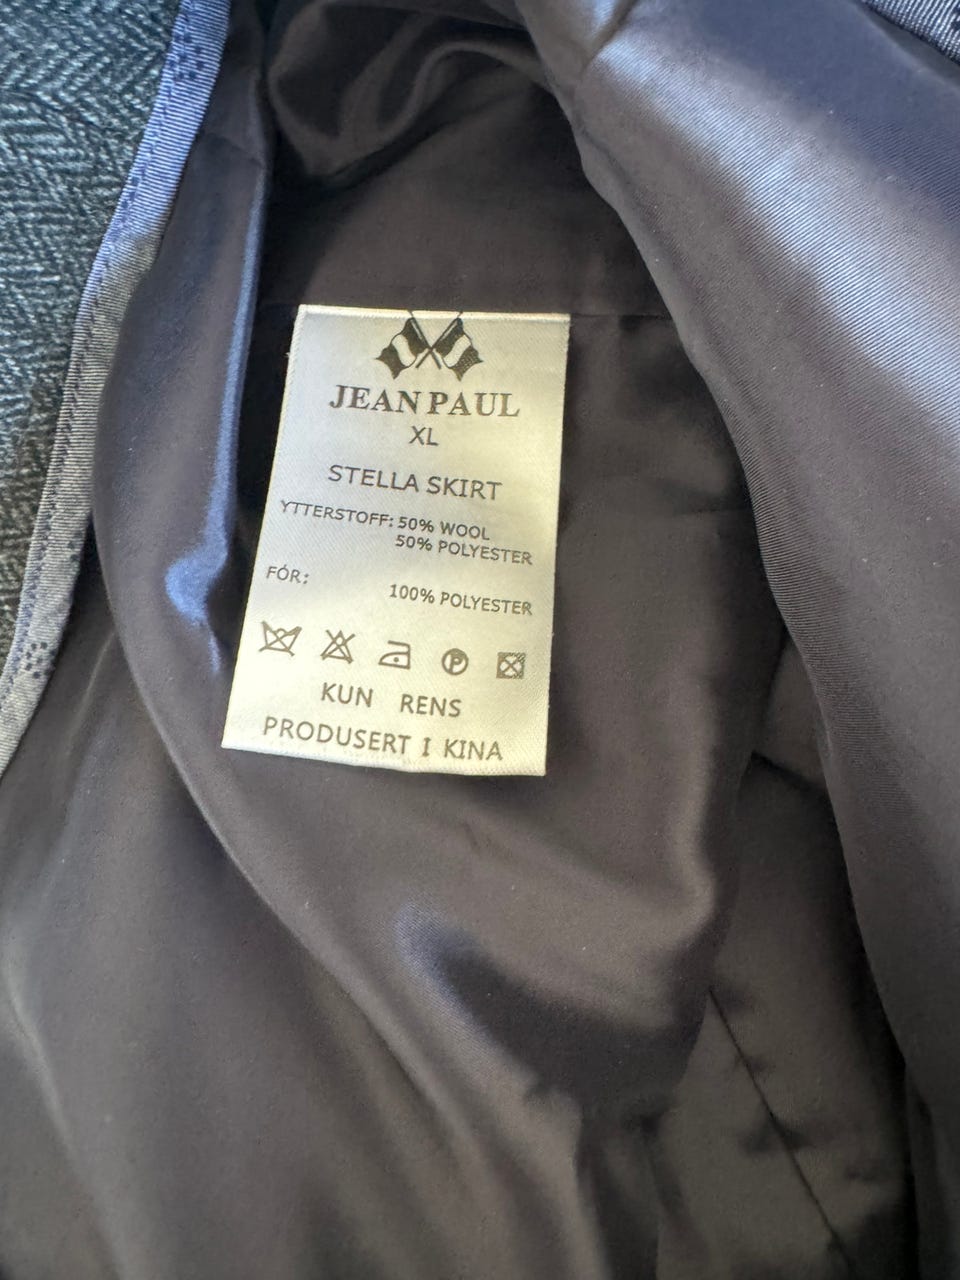 JEAN PAUL
XL
STELLA SKIRT
YTTERSTOFF: 50% WOOL
50% POLYESTER
FÓR:
100% POLYESTER
P
KUN RENS
PRODUSERT I KINA